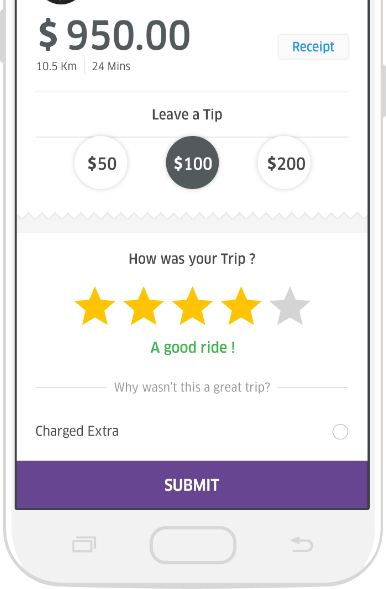 $ 950.00
Receipt
10.5 Km | 24 Mins
Leave a Tip
$50 $100 $200
How was your Trip ?
A good ride !
Why wasn't this a great trip?
Charged Extra
SUBMIT